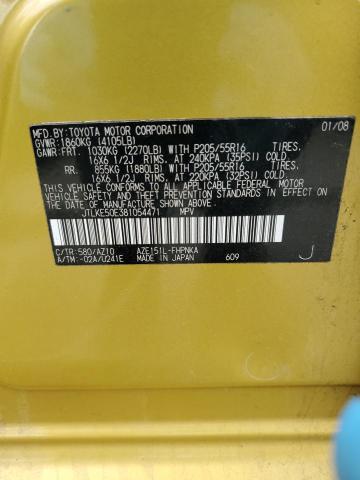 MFD.BY:TOYOTA MOTOR CORPORATION 01/08
GVWR:1860KG (4105LB)
GAWR:FRT. 1030KG (2270LB) WITH P205/55R16 TIRES.
16X6 1/2J RIMS. AT 240KPA (35PSI) COLD.
RR. 855KG (1880LB) WITH P205/55R16 TIRES.
16X6 1/2J RIMS. AT 220KPA (32PSI) COLD.
THIS VEHICLE CONFORMS TO ALL APPLICABLE FEDERAL MOTOR
VEHICLE SAFETY AND THEFT PREVENTION STANDARDS IN EFFECT
ON THE DATE OF MANUFACTURE SHOWN ABOVE.
JTLKE50E381054471 MPV
C/TR:580/AZ10 AZE151L-FHPNKA
A/TM:-02A/U241E MADE IN JAPAN 609 J